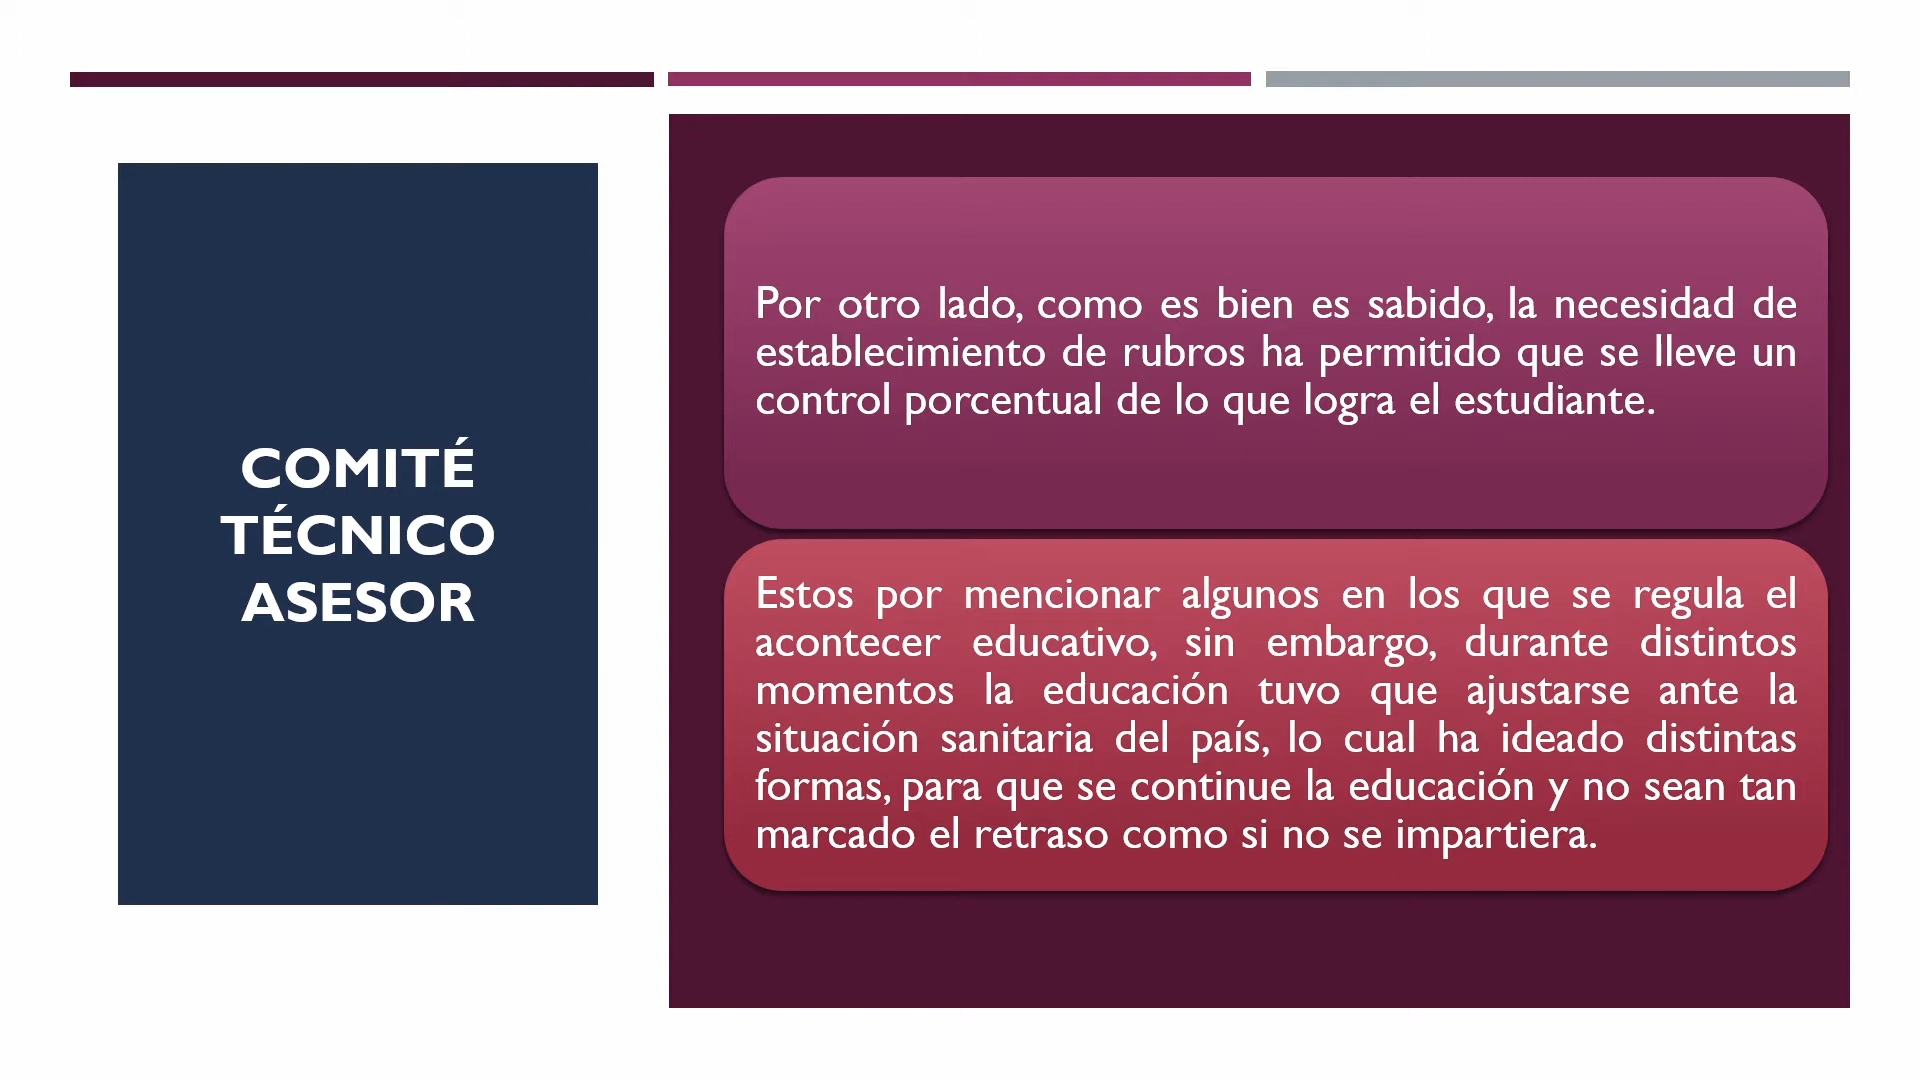 COMITÉ
TÉCNICO
ASESOR
Por otro lado, como es bien es sabido, la necesidad de
establecimiento de rubros ha permitido que se lleve un
control porcentual de lo que logra el estudiante.
Estos por mencionar algunos en los que se regula el
acontecer educativo, sin embargo, durante distintos
momentos la educación tuvo que ajustarse ante la
situación sanitaria del país, lo cual ha ideado distintas
formas, para que se continue la educación y no sean tan
marcado el retraso como si no se impartiera.